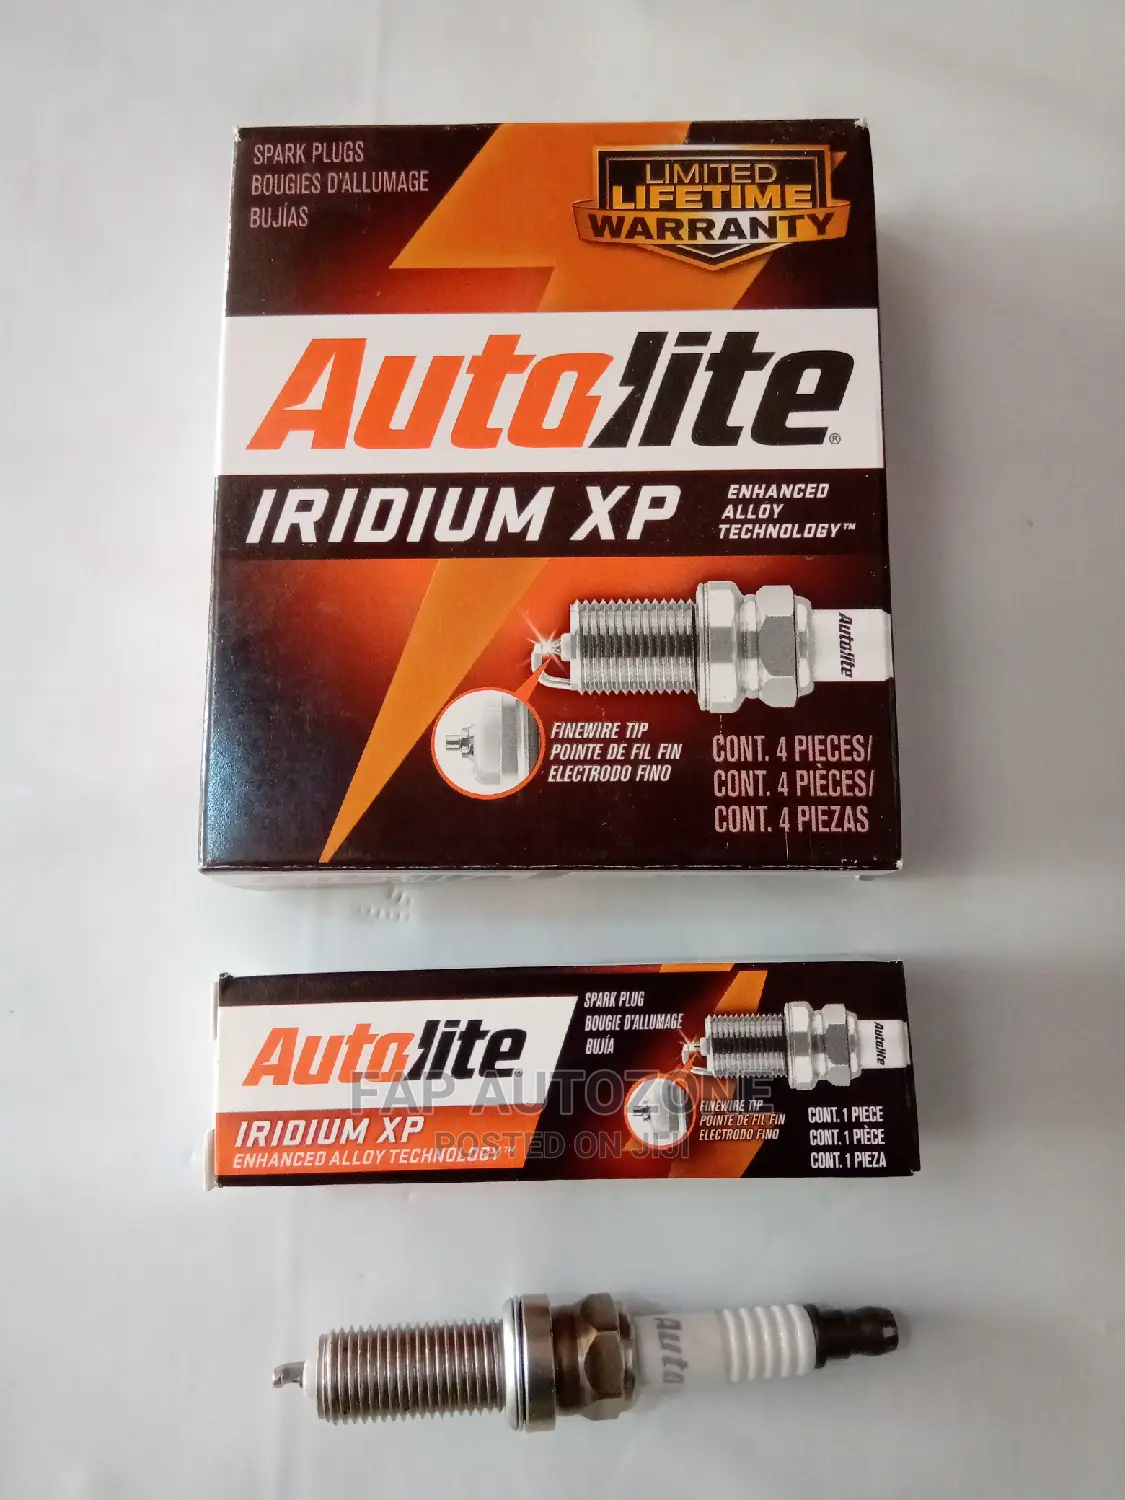 SPARK PLUGS
BOUGIES D'ALLUMAGE
BUJÍAS
LIMITED
LIFETIME
WARRANTY
Autolite®
IRIDIUM XP
ENHANCED
ALLOY
TECHNOLOGY™
Autolite
FINEWIRE TIP
POINTE DE FIL FIN
ELECTRODO FINO
CONT. 4 PIECES/
CONT. 4 PIÈCES/
CONT. 4 PIEZAS
Autolite®
SPARK PLUG
BOUGIE D'ALLUMAGE
BUJÍA
Autolite
IRIDIUM XP
ENHANCED ALLOY TECHNOLOGY™
FINEWIRE TIP
POINTE DE FIL FIN
ELECTRODO FINO
CONT. 1 PIECE
CONT. 1 PIÈCE
CONT. 1 PIEZA
FAP AUTOZONE
POSTED ON JIJI
Auto